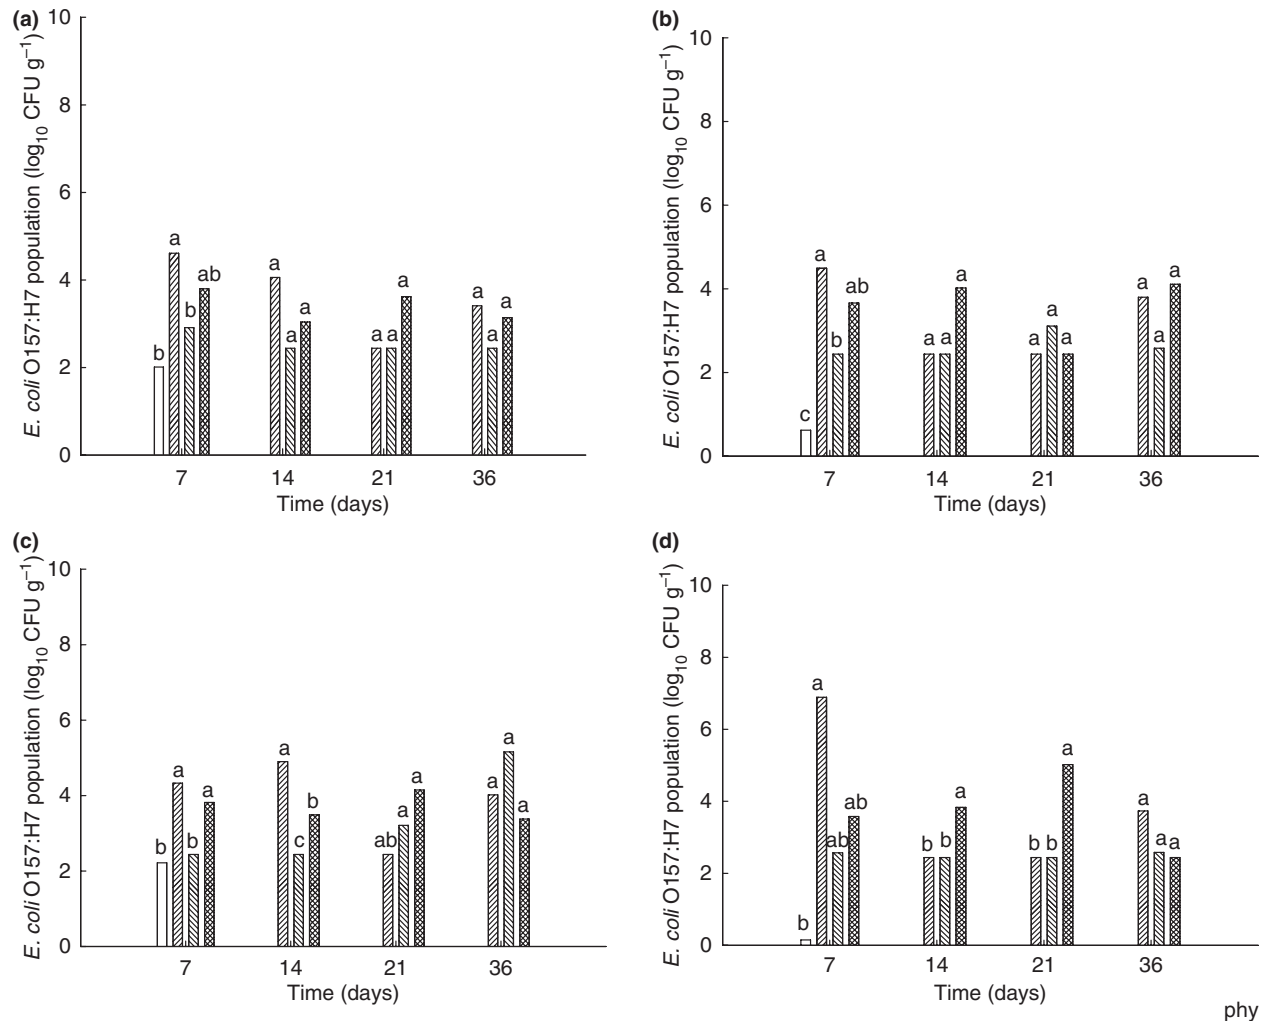 (a)
E. coli O157:H7 population (log10 CFU g−1)
10
8
6
4
2
0
b
a
b
ab
a
a
a
a
a
a
a
a
a
7
14
21
36
Time (days)
(b)
E. coli O157:H7 population (log10 CFU g−1)
10
8
6
4
2
0
c
a
b
ab
a
a
a
a
a
a
a
a
a
7
14
21
36
Time (days)
(c)
E. coli O157:H7 population (log10 CFU g−1)
10
8
6
4
2
0
b
a
b
a
a
c
b
ab
a
a
a
a
a
7
14
21
36
Time (days)
(d)
E. coli O157:H7 population (log10 CFU g−1)
10
8
6
4
2
0
b
a
ab
ab
b
b
a
b
b
a
a
a
a
7
14
21
36
Time (days)
phy